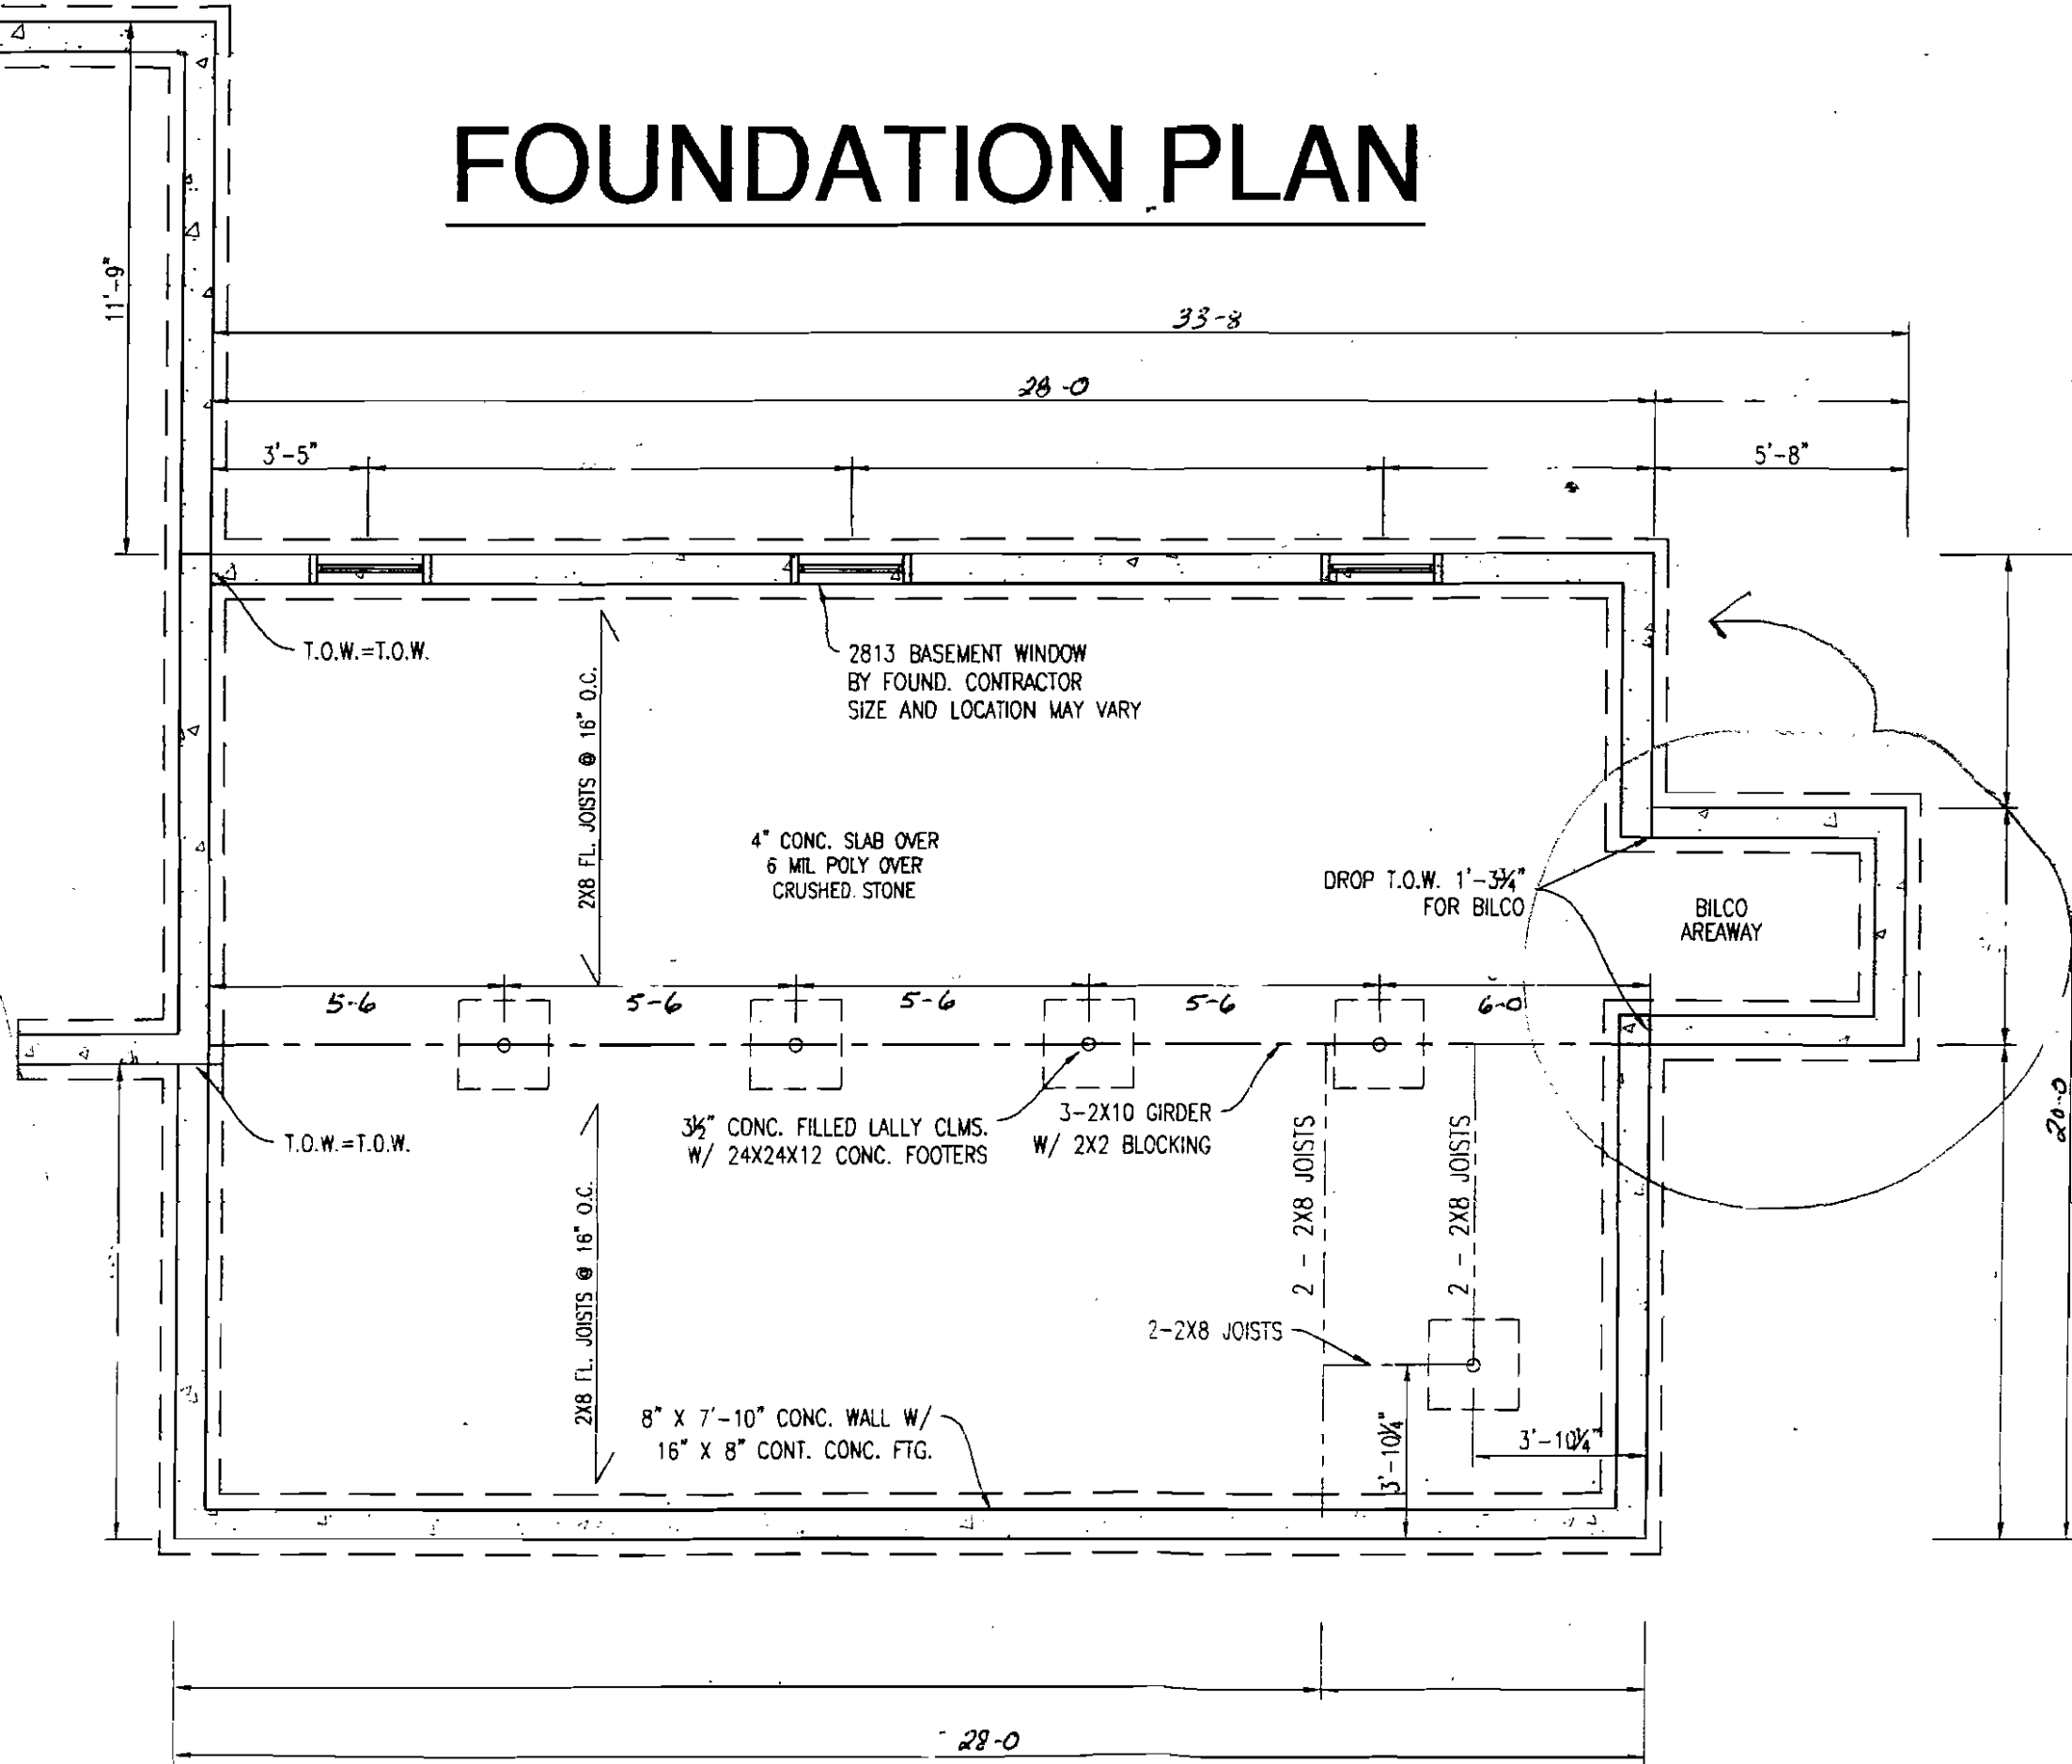 FOUNDATION PLAN
11'-9"
33-8
28-0
3'-5"
5'-8"
T.O.W.=T.O.W.
2X8 FL. JOISTS @ 16" O.C.
2813 BASEMENT WINDOW
BY FOUND. CONTRACTOR
SIZE AND LOCATION MAY VARY
4" CONC. SLAB OVER
6 MIL POLY OVER
CRUSHED STONE
DROP T.O.W. 1'-3¾"
FOR BILCO
BILCO
AREAWAY
5-6
5-6
5-6
5-6
6-0
T.O.W.=T.O.W.
3½" CONC. FILLED LALLY CLMS.
W/ 24X24X12 CONC. FOOTERS
3-2X10 GIRDER
W/ 2X2 BLOCKING
2 - 2X8 JOISTS
2 - 2X8 JOISTS
20-0
2X8 FL. JOISTS @ 16" O.C.
2-2X8 JOISTS
8" X 7'-10" CONC. WALL W/
16" X 8" CONT. CONC. FTG.
3'-10¼"
3'-10¼"
28-0